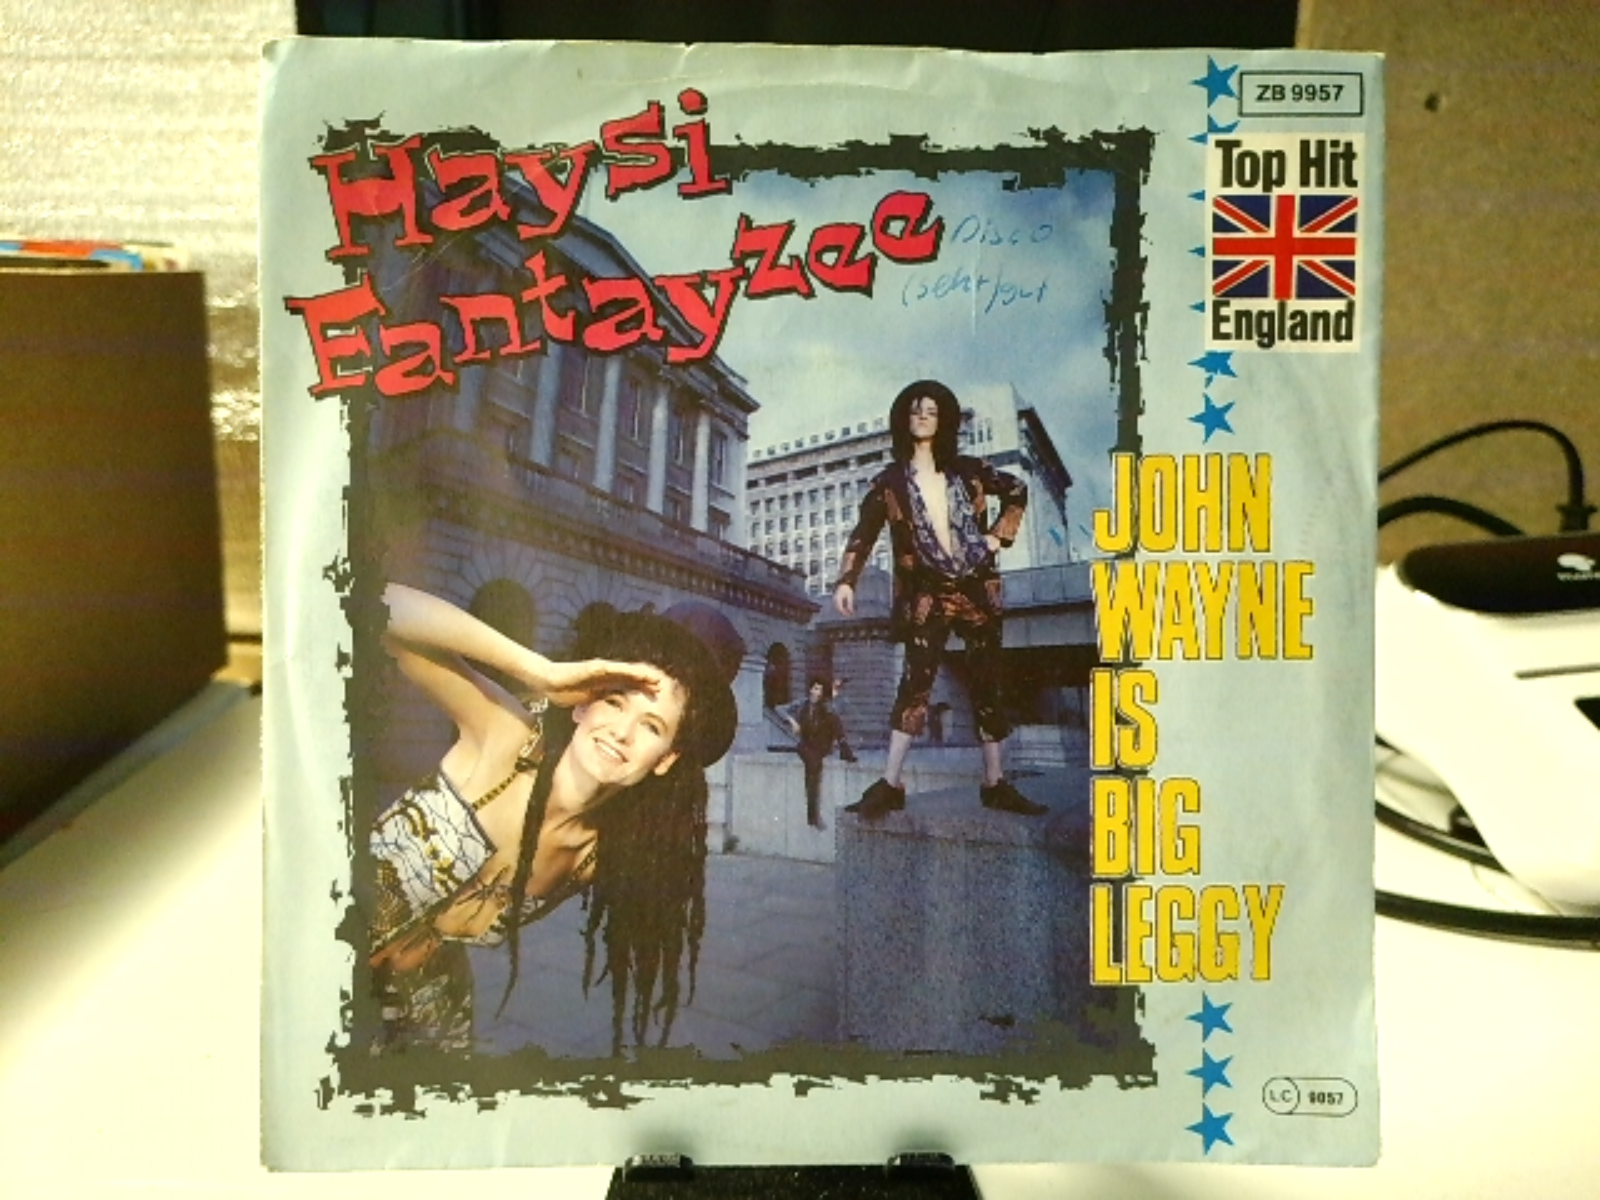 ZB 9957
Haysi
Fantayzee
Top Hit
England
Disco
(sehr) gut
JOHN
WAYNE
IS
BIG
LEGGY
LC 9057